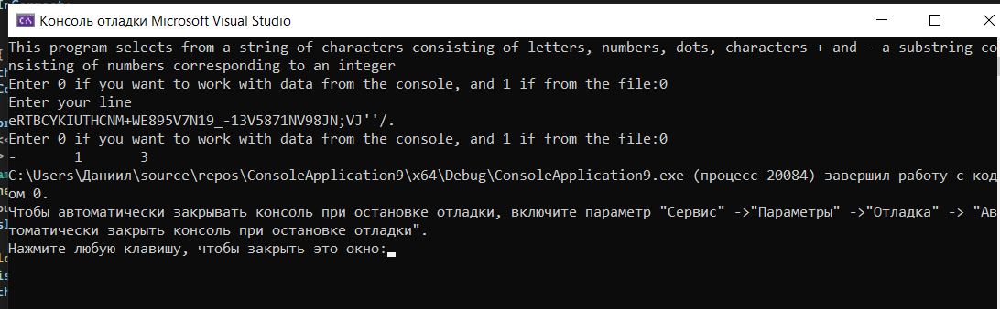 Консоль отладки Microsoft Visual Studio
This program selects from a string of characters consisting of letters, numbers, dots, characters + and - a substring co
nsisting of numbers corresponding to an integer
Enter 0 if you want to work with data from the console, and 1 if from the file:0
Enter your line
eRTBCYKIUTHCNM+WE895V7N19_-13V5871NV98JN;VJ''/.
Enter 0 if you want to work with data from the console, and 1 if from the file:0
-       1       3
C:\Users\Даниил\source\repos\ConsoleApplication9\x64\Debug\ConsoleApplication9.exe (процесс 20084) завершил работу с код
ом 0.
Чтобы автоматически закрывать консоль при остановке отладки, включите параметр "Сервис" ->"Параметры" ->"Отладка" -> "Ав
томатически закрыть консоль при остановке отладки".
Нажмите любую клавишу, чтобы закрыть это окно: